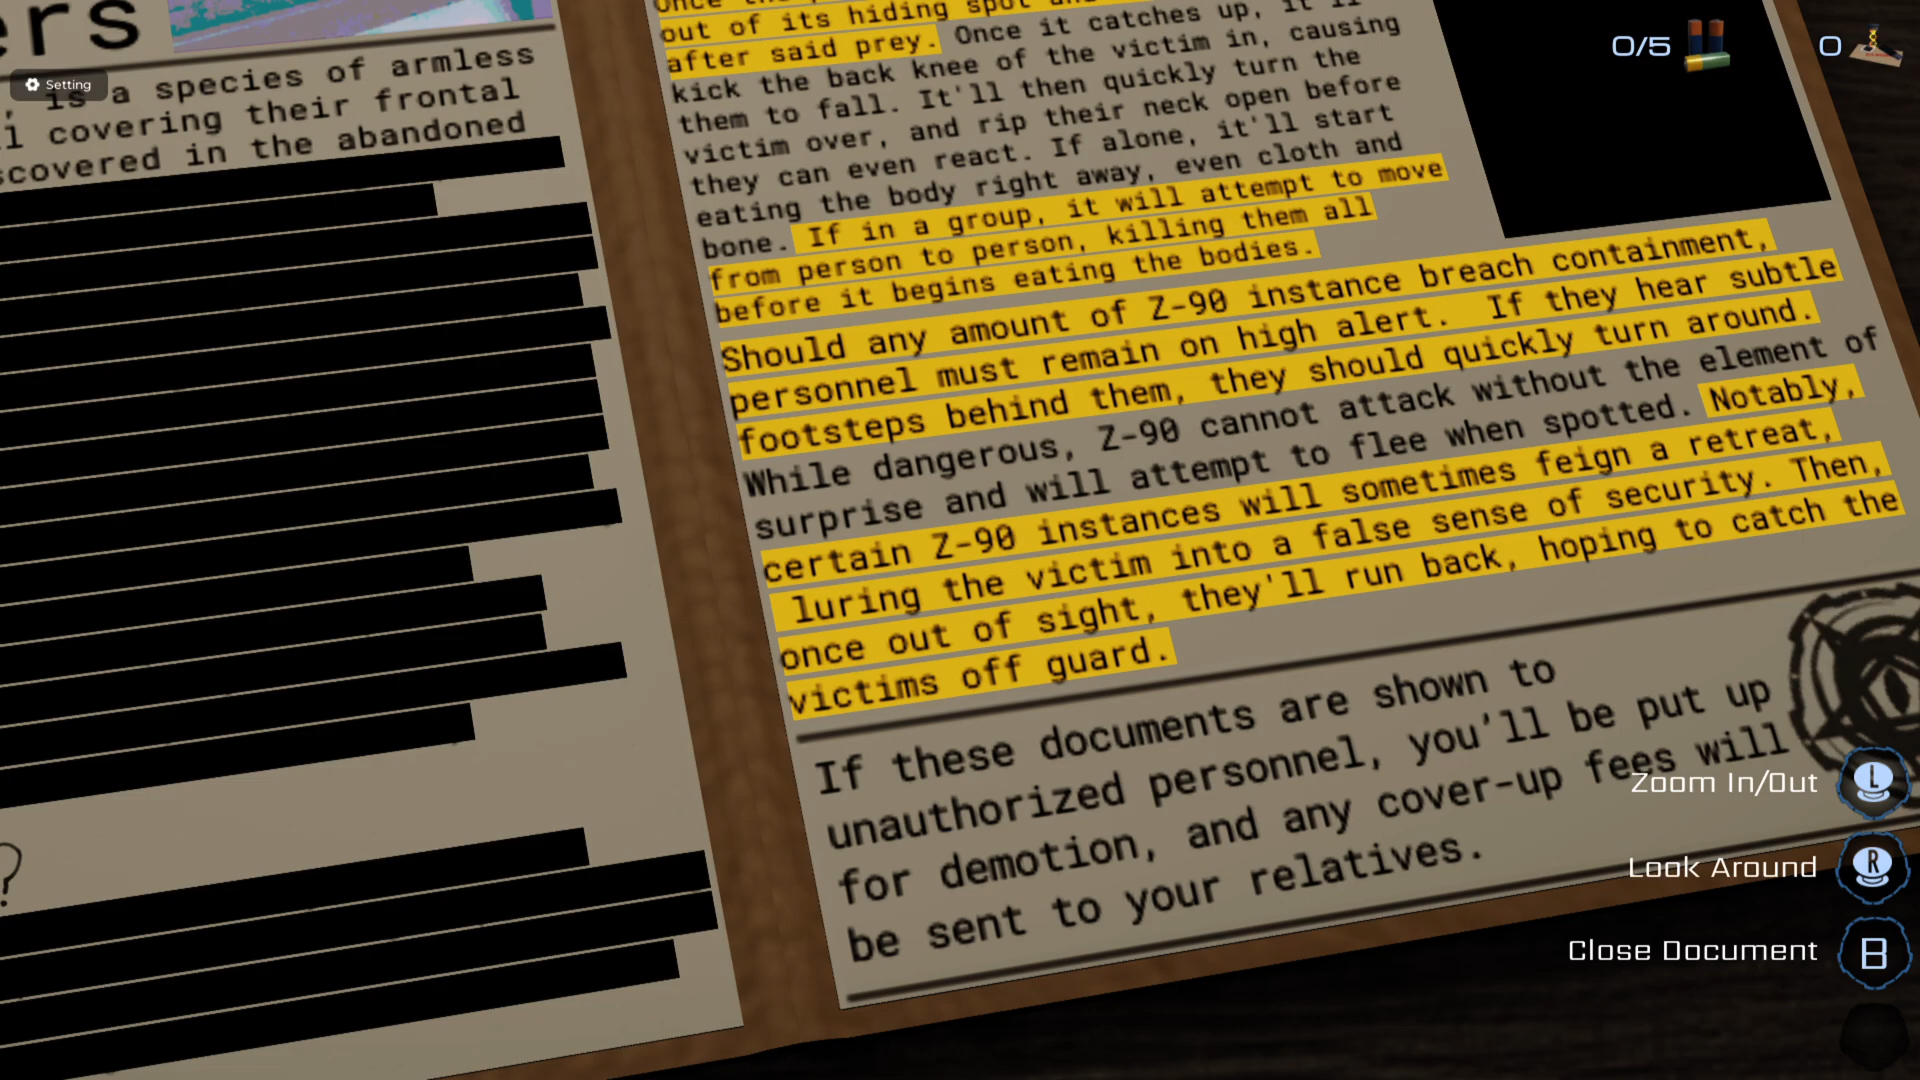 ers
is a species of armless
l covering their frontal
scovered in the abandoned
?
out of its hiding spot
after said prey. Once it catches up, it'll
kick the back knee of the victim in, causing
them to fall. It'll then quickly turn the
victim over, and rip their neck open before
they can even react. If alone, it'll start
eating the body right away, even cloth and
bone. If in a group, it will attempt to move
from person to person, killing them all
before it begins eating the bodies.
Should any amount of Z-90 instance breach containment,
personnel must remain on high alert. If they hear subtle
footsteps behind them, they should quickly turn around.
While dangerous, Z-90 cannot attack without the element of
surprise and will attempt to flee when spotted. Notably,
certain Z-90 instances will sometimes feign a retreat,
luring the victim into a false sense of security. Then,
once out of sight, they'll run back, hoping to catch the
victims off guard.
If these documents are shown to
unauthorized personnel, you'll be put up
for demotion, and any cover-up fees will
be sent to your relatives.
Setting
0/5
0
Zoom In/Out
L
Look Around
R
Close Document
B